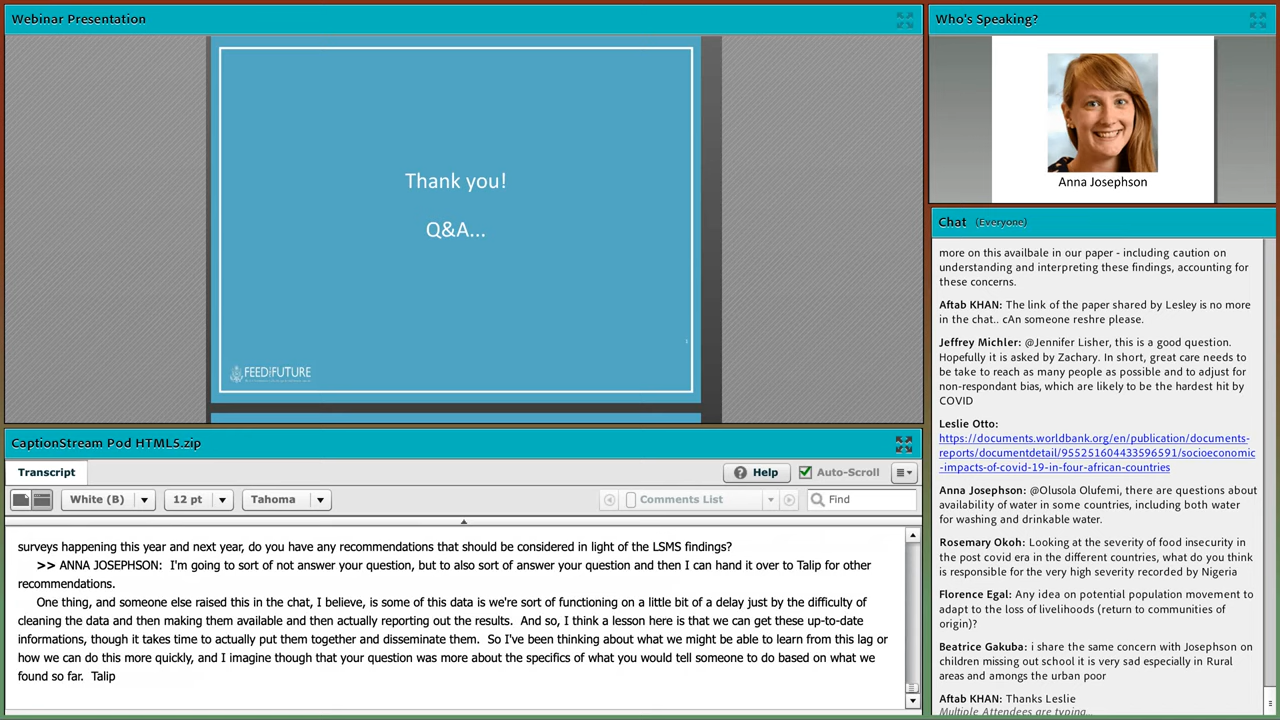 Webinar Presentation
Thank you!
Q&A...
FEED THE FUTURE
Who's Speaking?
Anna Josephson
Chat (Everyone)
more on this availbale in our paper - including caution on
understanding and interpreting these findings, accounting for
these concerns.
Aftab KHAN: The link of the paper shared by Lesley is no more
in the chat.. cAn someone reshre please.
Jeffrey Michler: @Jennifer Lisher, this is a good question.
Hopefully it is asked by Zachary. In short, great care needs to
be take to reach as many people as possible and to adjust for
non-respondant bias, which are likely to be the hardest hit by
COVID
Leslie Otto:
https://documents.worldbank.org/en/publication/documents-
reports/documentdetail/955251604433596591/socioeconomic
-impacts-of-covid-19-in-four-african-countries
Anna Josephson: @Olusola Olufemi, there are questions about
availability of water in some countries, including both water
for washing and drinkable water.
Rosemary Okoh: Looking at the severity of food insecurity in
the post covid era in the different countries, what do you think
is responsible for the very high severity recorded by Nigeria
Florence Egal: Any idea on potential population movement to
adapt to the loss of livelihoods (return to communities of
origin)?
Beatrice Gakuba: i share the same concern with Josephson on
children missing out school it is very sad especially in Rural
areas and amongs the urban poor
Aftab KHAN: Thanks Leslie
Multiple Attendees are typing...
CaptionStream Pod HTML5.zip
Transcript
Help
Auto-Scroll
White (B)
12 pt
Tahoma
Comments List
Find
surveys happening this year and next year, do you have any recommendations that should be considered in light of the LSMS findings?
>> ANNA JOSEPHSON: I'm going to sort of not answer your question, but to also sort of answer your question and then I can hand it over to Talip for other
recommendations.
One thing, and someone else raised this in the chat, I believe, is some of this data is we're sort of functioning on a little bit of a delay just by the difficulty of
cleaning the data and then making them available and then actually reporting out the results. And so, I think a lesson here is that we can get these up-to-date
informations, though it takes time to actually put them together and disseminate them. So I've been thinking about what we might be able to learn from this lag or
how we can do this more quickly, and I imagine though that your question was more about the specifics of what you would tell someone to do based on what we
found so far. Talip